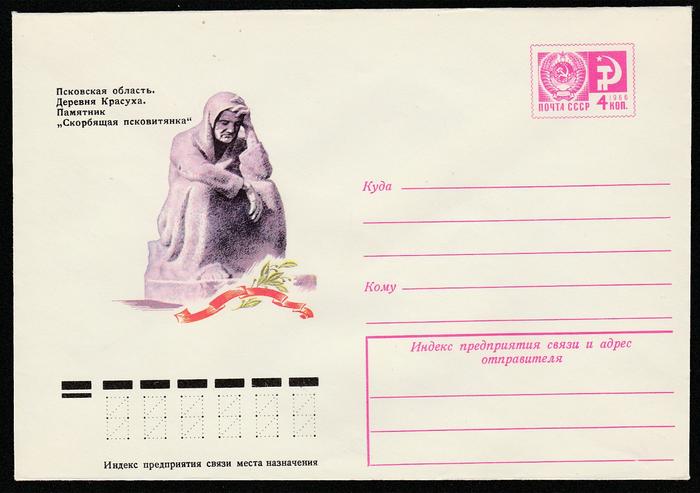 Псковская область.
Деревня Красуха.
Памятник
„Скорбящая псковитянка“
1966
ПОЧТА СССР 4 КОП.
Куда
Кому
Индекс предприятия связи и адрес
отправителя
Индекс предприятия связи места назначения